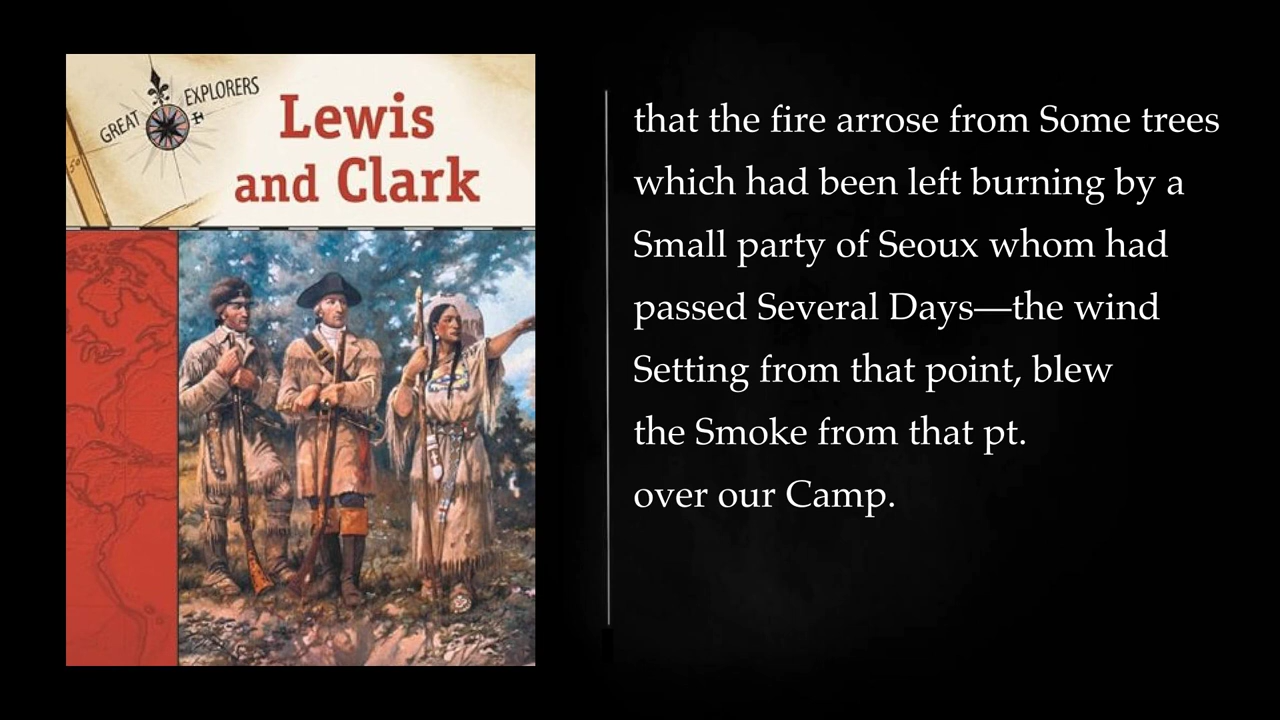 GREAT EXPLORERS
Lewis
and Clark
that the fire arrose from Some trees
which had been left burning by a
Small party of Seoux whom had
passed Several Days—the wind
Setting from that point, blew
the Smoke from that pt.
over our Camp.